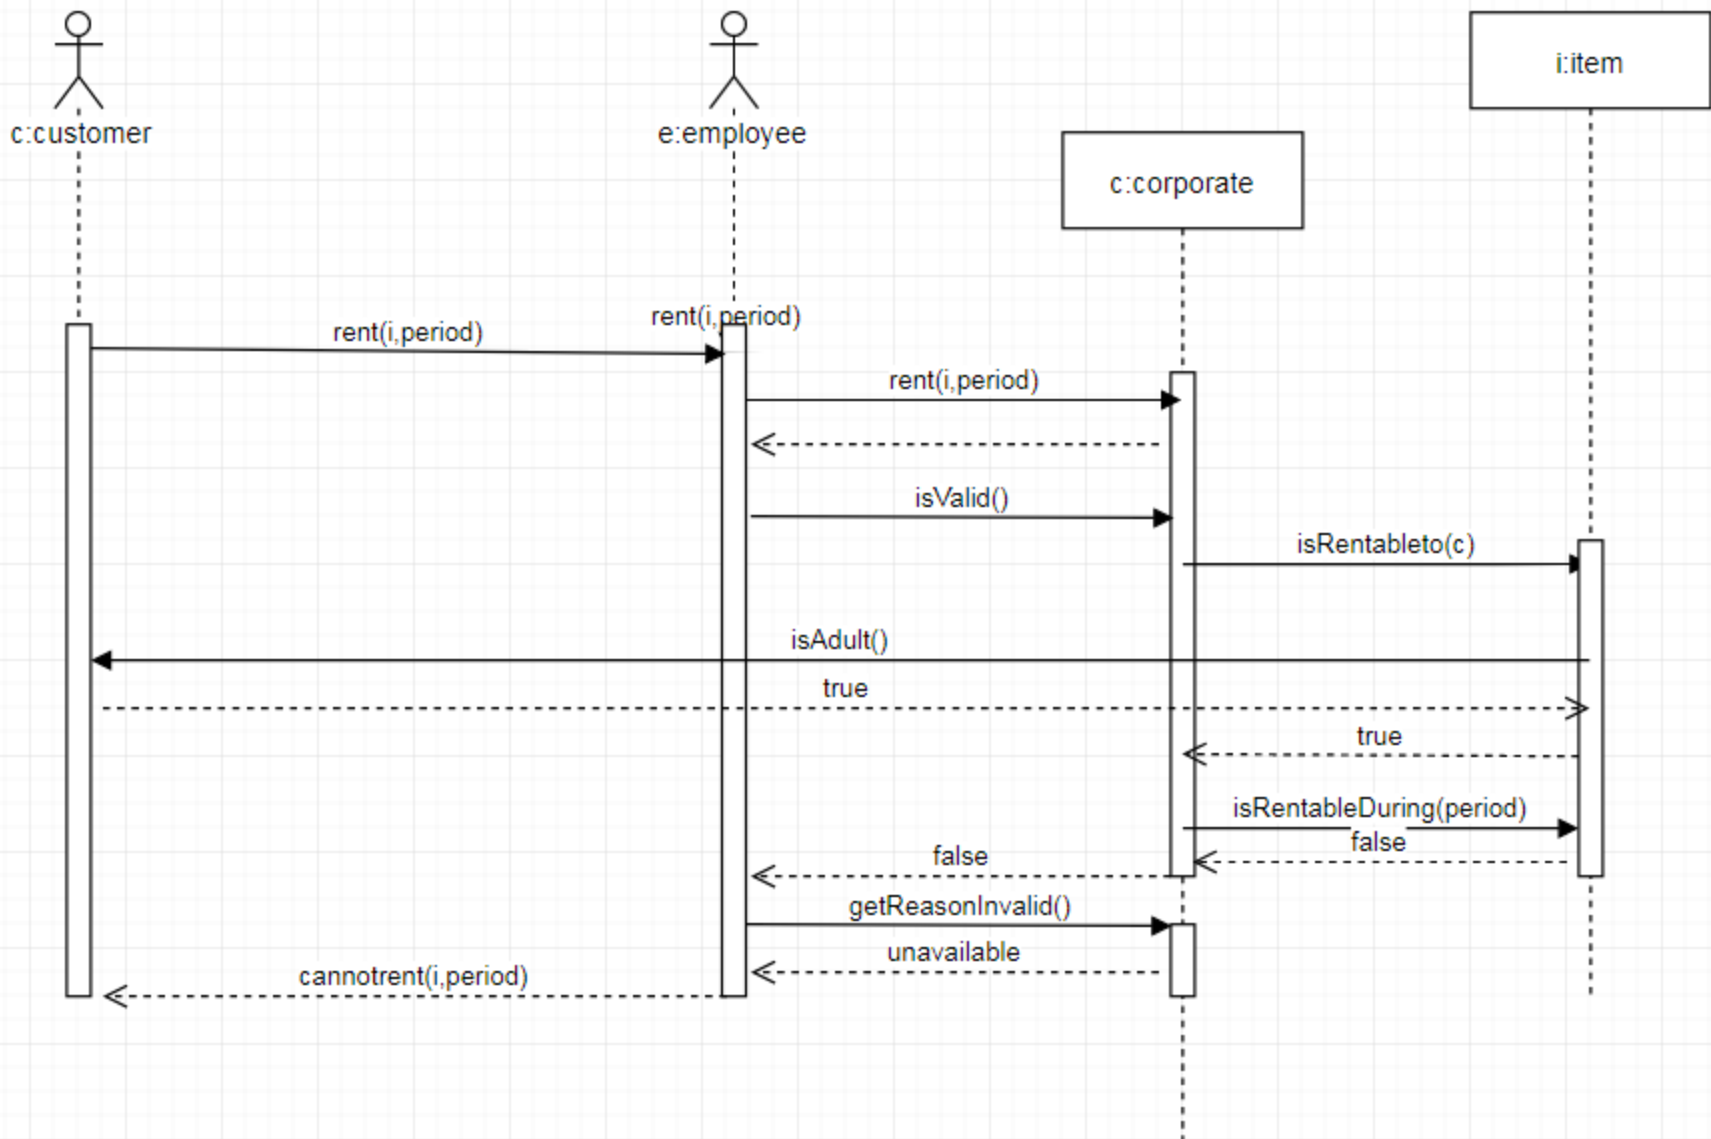 i:item
c:customer
e:employee
c:corporate
rent(i,period)
rent(i,period)
rent(i,period)
isValid()
isRentableto(c)
isAdult()
true
true
isRentableDuring(period)
false
false
getReasonInvalid()
unavailable
cannotrent(i,period)